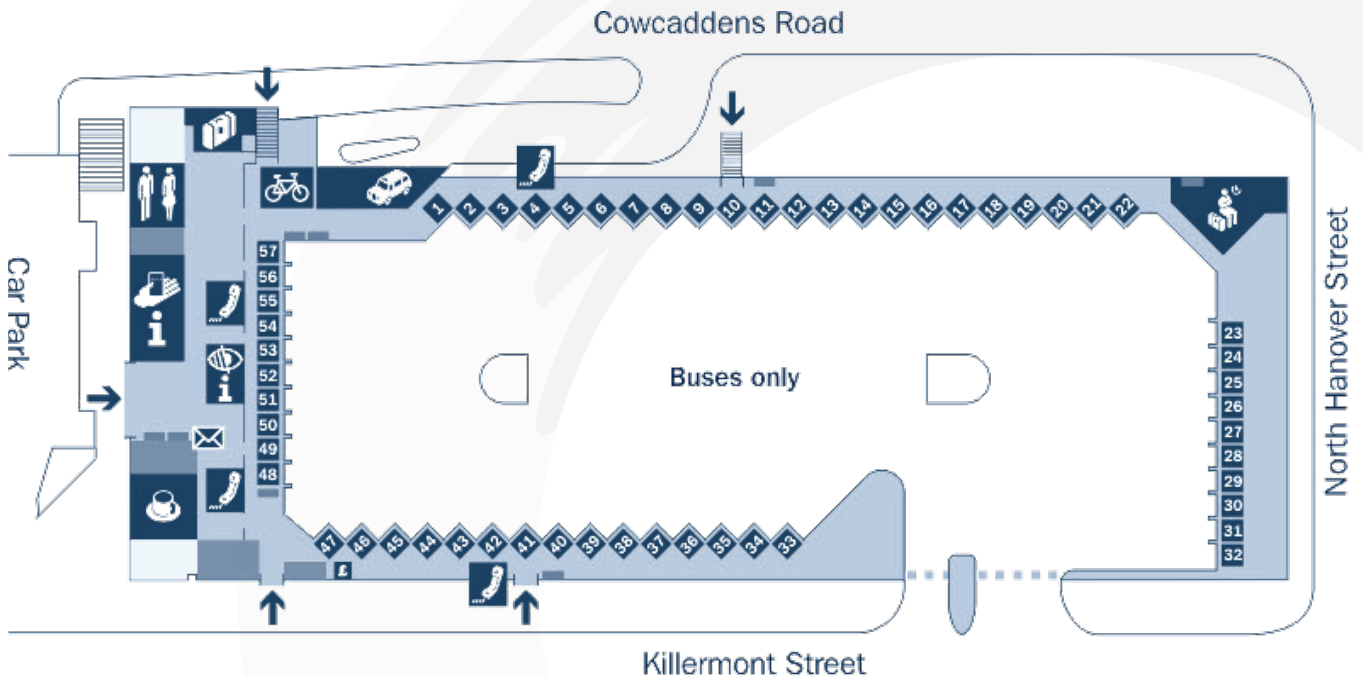 Cowcaddens Road
1 2 3 4 5 6 7 8 9 10 11 12 13 14 15 16 17 18 19 20 21 22
57
56
55
54
53
52
51
50
49
48
i
i
Car Park
Buses only
23
24
25
26
27
28
29
30
31
32
North Hanover Street
47 46 45 44 43 42 41 40 39 38 37 36 35 34 33
£
Killermont Street